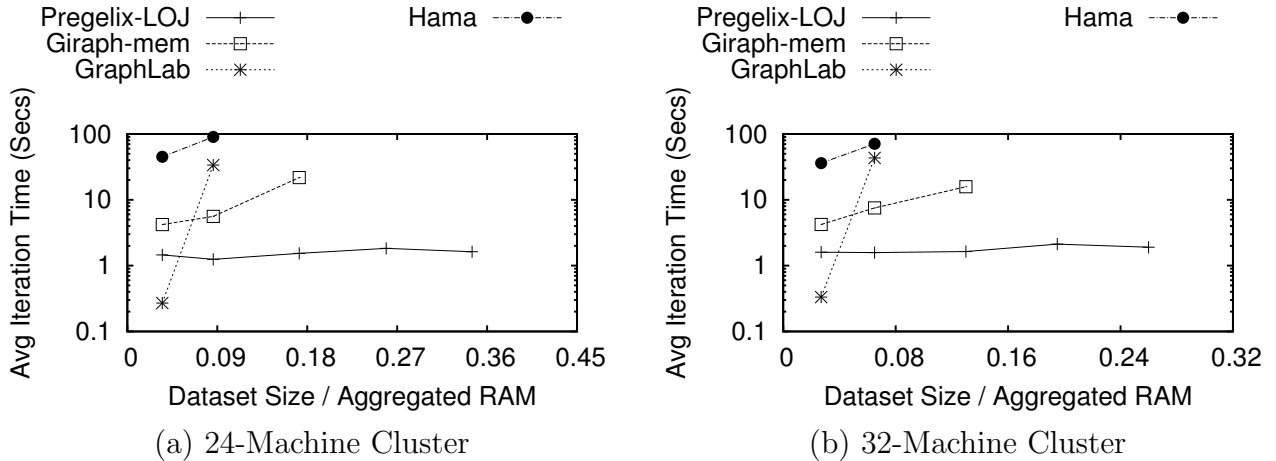 Pregelix-LOJ
Giraph-mem
GraphLab
Hama
Avg Iteration Time (Secs)
100
10
1
0.1
0 0.09 0.18 0.27 0.36 0.45
Dataset Size / Aggregated RAM
(a) 24-Machine Cluster
Pregelix-LOJ
Giraph-mem
GraphLab
Hama
Avg Iteration Time (Secs)
100
10
1
0.1
0 0.08 0.16 0.24 0.32
Dataset Size / Aggregated RAM
(b) 32-Machine Cluster